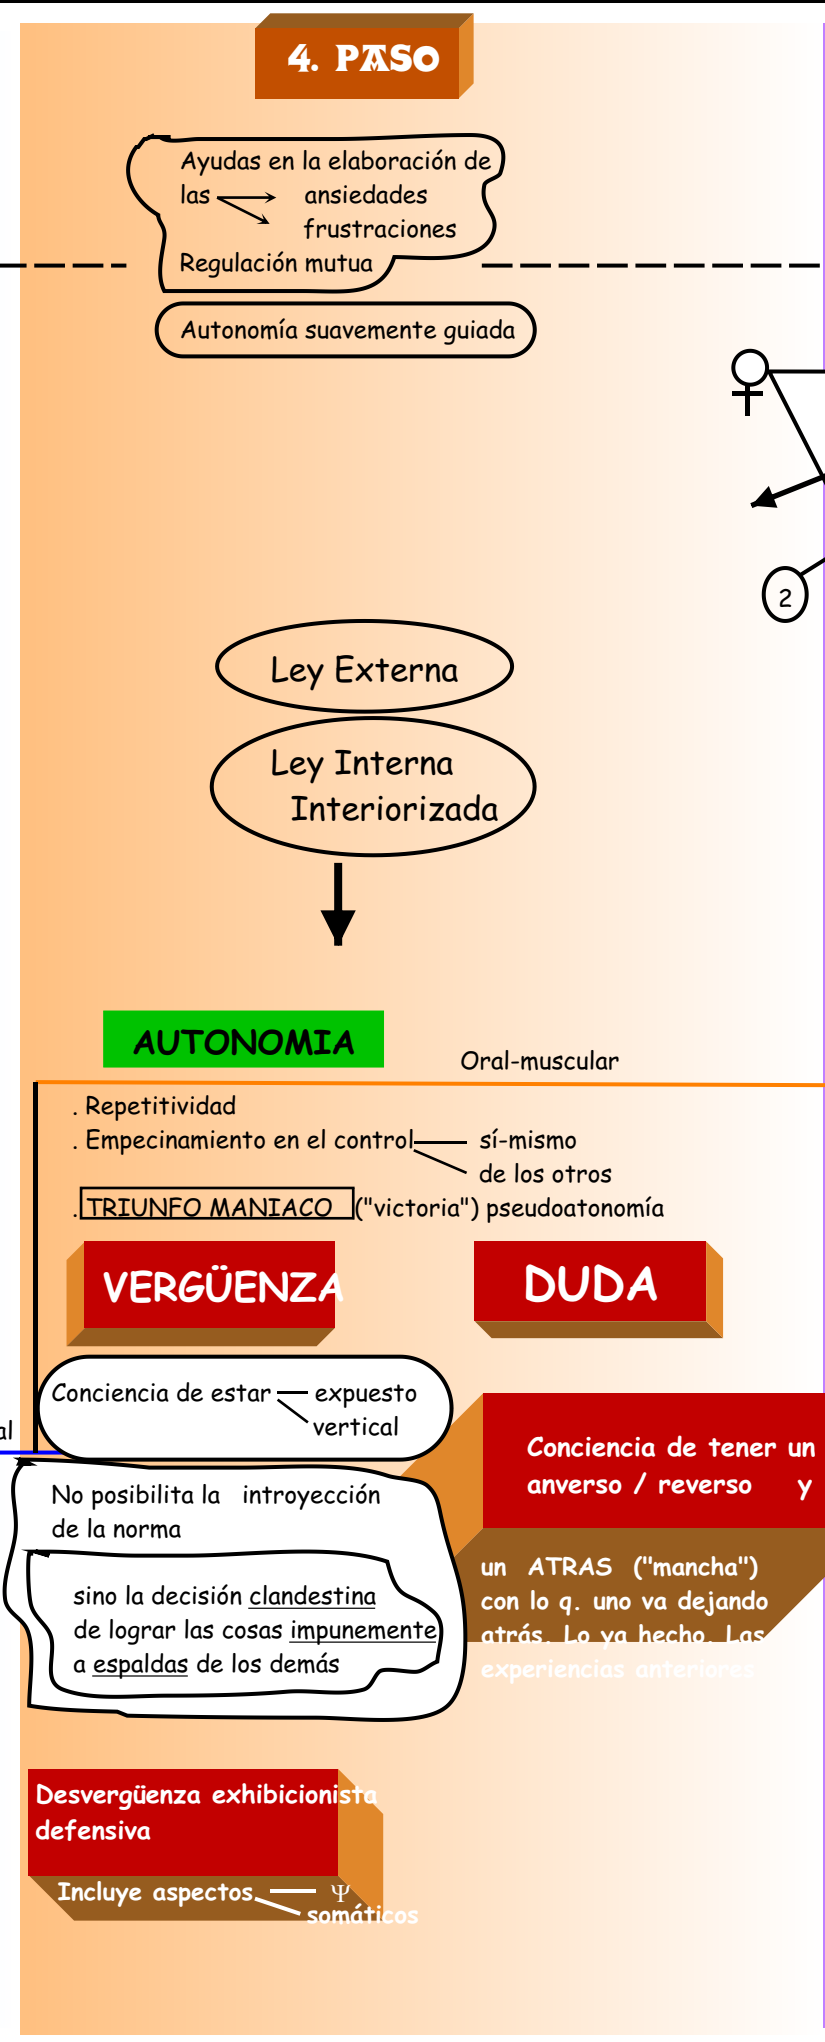 4. PASO
Ayudas en la elaboración de
las ansiedades
frustraciones
Regulación mutua
Autonomía suavemente guiada
2
Ley Externa
Ley Interna
Interiorizada
AUTONOMIA
Oral-muscular
. Repetitividad
. Empecinamiento en el control sí-mismo
de los otros
. TRIUNFO MANIACO ("victoria") pseudoatonomía
VERGÜENZA
DUDA
Conciencia de estar expuesto
vertical
Conciencia de tener un
anverso / reverso y
No posibilita la introyección
de la norma
un ATRAS ("mancha")
con lo q. uno va dejando
atrás. Lo ya hecho. Las
experiencias anteriores
sino la decisión clandestina
de lograr las cosas impunemente
a espaldas de los demás
Desvergüenza exhibicionista
defensiva
Incluye aspectos Ψ
somáticos